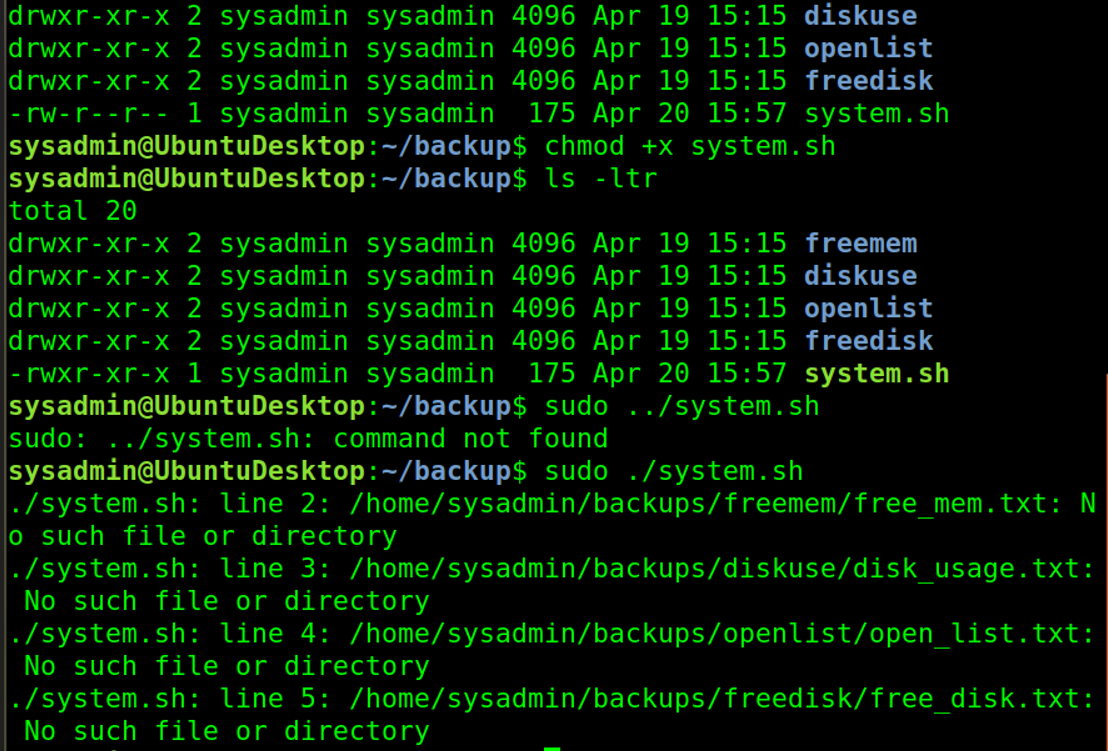 drwxr-xr-x 2 sysadmin sysadmin 4096 Apr 19 15:15 diskuse
drwxr-xr-x 2 sysadmin sysadmin 4096 Apr 19 15:15 openlist
drwxr-xr-x 2 sysadmin sysadmin 4096 Apr 19 15:15 freedisk
-rw-r--r-- 1 sysadmin sysadmin  175 Apr 20 15:57 system.sh
sysadmin@UbuntuDesktop:~/backup$ chmod +x system.sh
sysadmin@UbuntuDesktop:~/backup$ ls -ltr
total 20
drwxr-xr-x 2 sysadmin sysadmin 4096 Apr 19 15:15 freemem
drwxr-xr-x 2 sysadmin sysadmin 4096 Apr 19 15:15 diskuse
drwxr-xr-x 2 sysadmin sysadmin 4096 Apr 19 15:15 openlist
drwxr-xr-x 2 sysadmin sysadmin 4096 Apr 19 15:15 freedisk
-rwxr-xr-x 1 sysadmin sysadmin  175 Apr 20 15:57 system.sh
sysadmin@UbuntuDesktop:~/backup$ sudo ../system.sh
sudo: ../system.sh: command not found
sysadmin@UbuntuDesktop:~/backup$ sudo ./system.sh
./system.sh: line 2: /home/sysadmin/backups/freemem/free_mem.txt: N
o such file or directory
./system.sh: line 3: /home/sysadmin/backups/diskuse/disk_usage.txt:
 No such file or directory
./system.sh: line 4: /home/sysadmin/backups/openlist/open_list.txt:
 No such file or directory
./system.sh: line 5: /home/sysadmin/backups/freedisk/free_disk.txt:
 No such file or directory